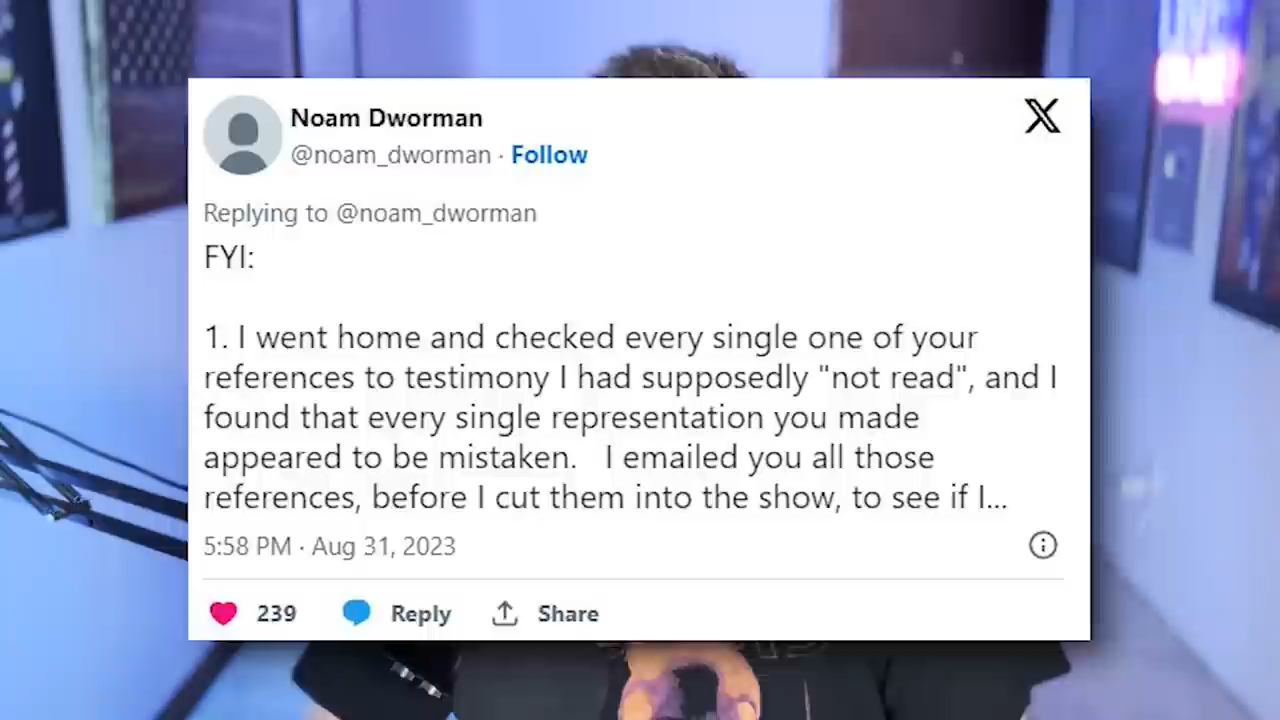 Noam Dworman
@noam_dworman · Follow
Replying to @noam_dworman
FYI:
1. I went home and checked every single one of your
references to testimony I had supposedly "not read", and I
found that every single representation you made
appeared to be mistaken.   I emailed you all those
references, before I cut them into the show, to see if I...
5:58 PM · Aug 31, 2023
239 Reply Share